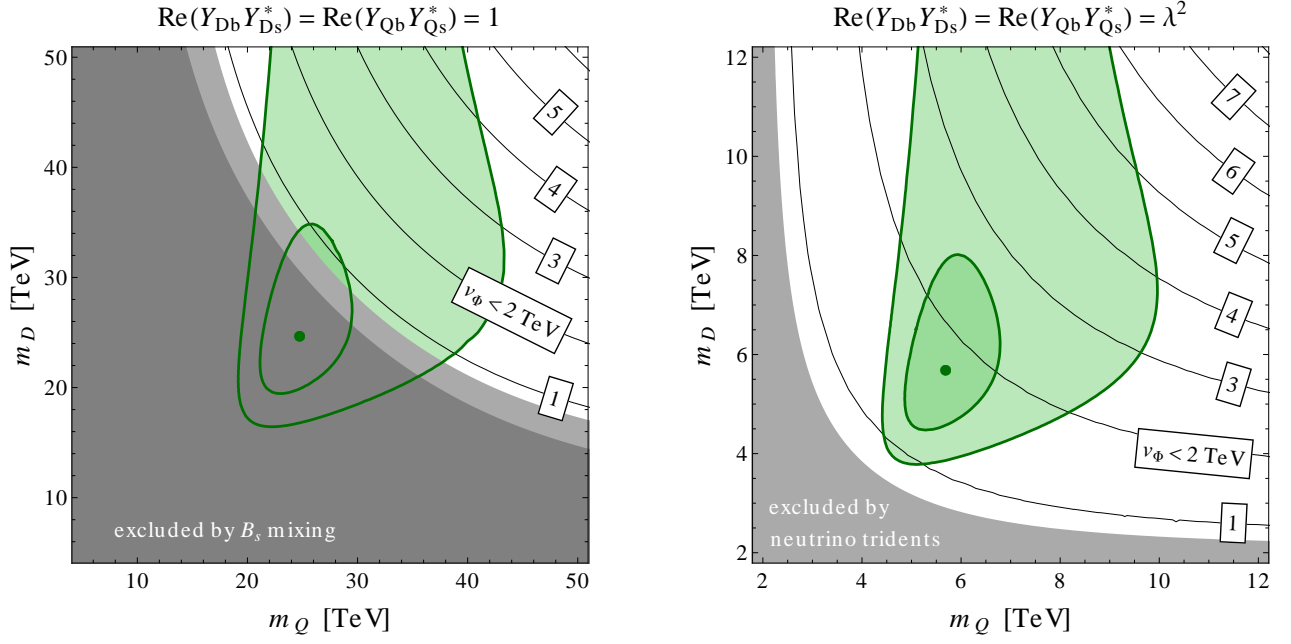 Re(Y_Db Y*_Ds) = Re(Y_Qb Y*_Qs) = 1
50
40
30
20
10
10 20 30 40 50
m_D [TeV]
m_Q [TeV]
5
4
3
v_Φ < 2 TeV
1
excluded by B_s mixing
Re(Y_Db Y*_Ds) = Re(Y_Qb Y*_Qs) = λ²
12
10
8
6
4
2
2 4 6 8 10 12
m_D [TeV]
m_Q [TeV]
7
6
5
4
3
v_Φ < 2 TeV
1
excluded by
neutrino tridents